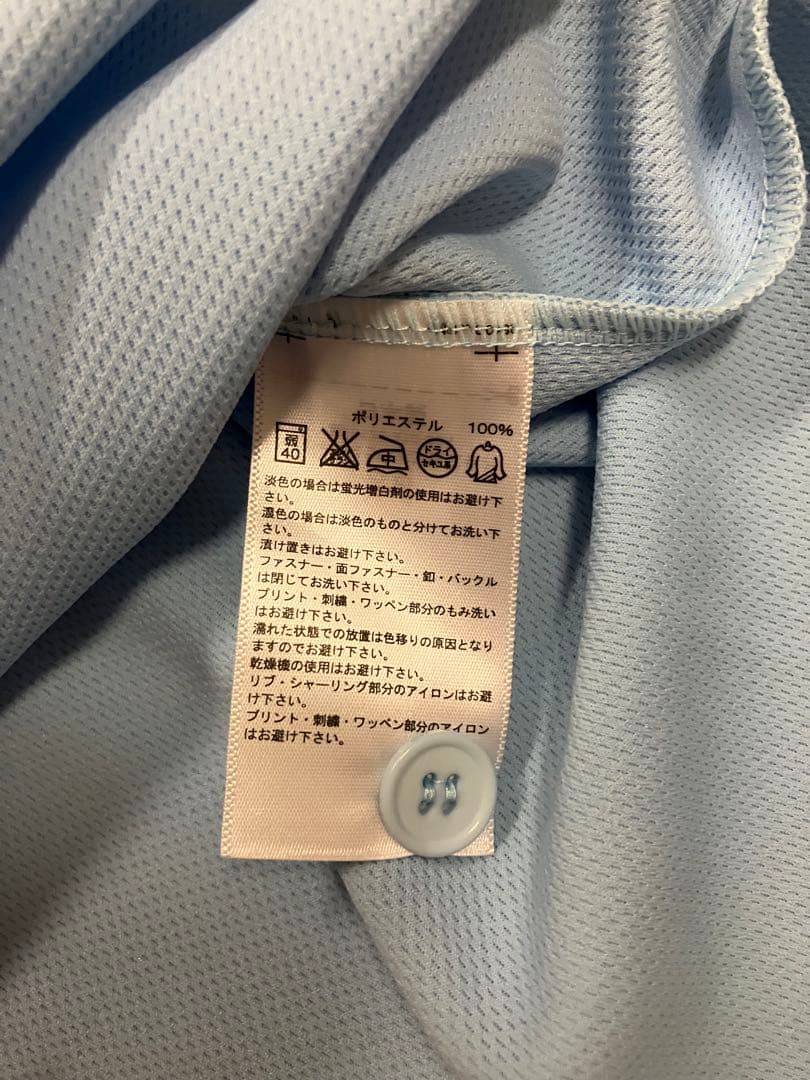 ポリエステル 100%
弱 40
中
ドライ
セキユ系
淡色の場合は蛍光増白剤の使用はお避け下
さい。
濃色の場合は淡色のものと分けてお洗い下
さい。
漬け置きはお避け下さい。
ファスナー・面ファスナー・釦・バックル
は閉じてお洗い下さい。
プリント・刺繍・ワッペン部分のもみ洗い
はお避け下さい。
濡れた状態での放置は色移りの原因となり
ますのでお避け下さい。
乾燥機の使用はお避け下さい。
リブ・シャーリング部分のアイロンはお避
け下さい。
プリント・刺繍・ワッペン部分のアイロン
はお避け下さい。